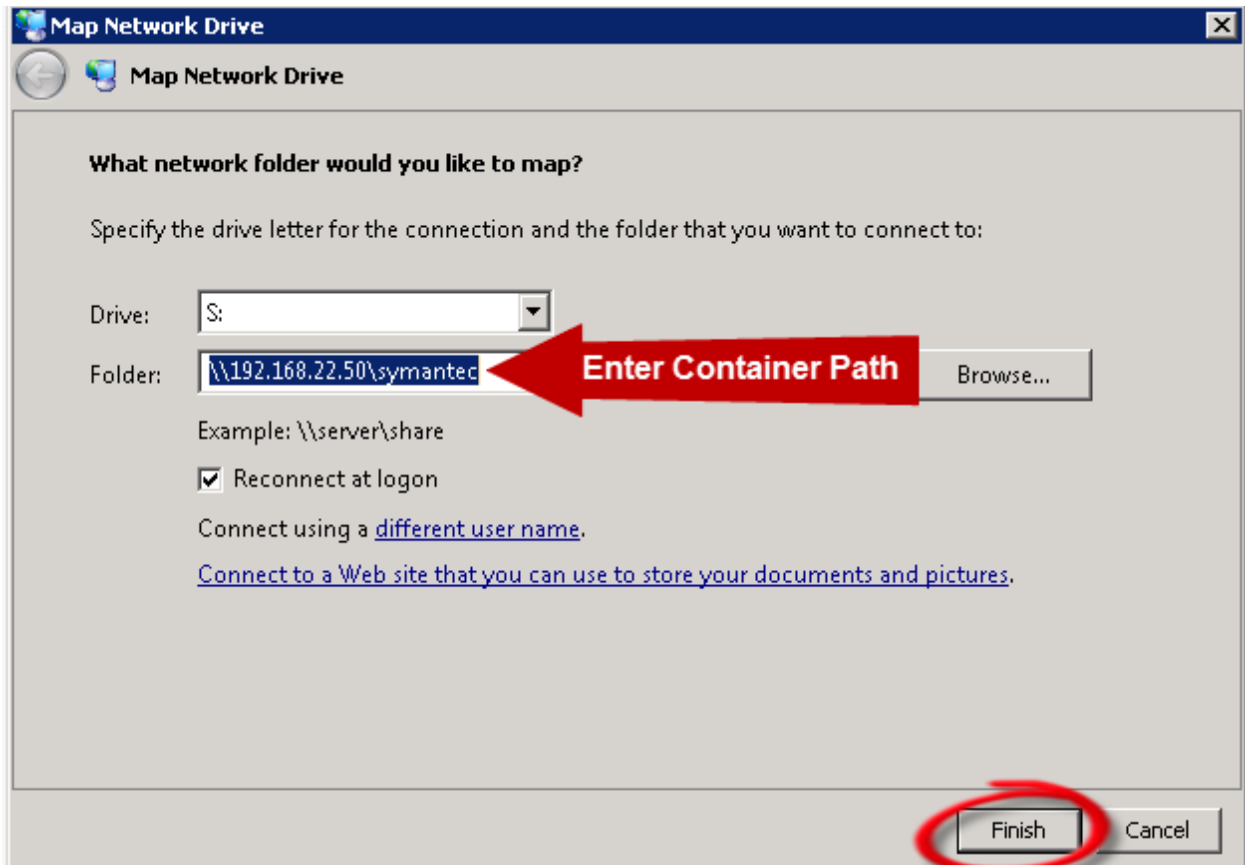 Map Network Drive
Map Network Drive
What network folder would you like to map?
Specify the drive letter for the connection and the folder that you want to connect to:
Drive: S:
Folder: \\192.168.22.50\symantec Enter Container Path Browse...
Example: \\server\share
Reconnect at logon
Connect using a different user name.
Connect to a Web site that you can use to store your documents and pictures.
Finish Cancel